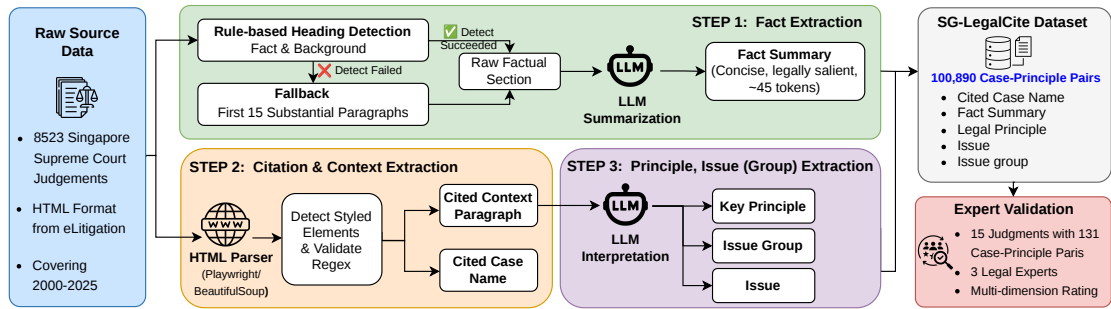 Raw Source
Data
8523 Singapore
Supreme Court
Judgements
HTML Format
from eLitigation
Covering
2000-2025
STEP 1: Fact Extraction
Rule-based Heading Detection
Fact & Background
Detect
Succeeded
Detect Failed
Fallback
First 15 Substantial Paragraphs
Raw Factual
Section
LLM
LLM
Summarization
Fact Summary
(Concise, legally salient,
~45 tokens)
STEP 2: Citation & Context Extraction
WWW
HTML Parser
(Playwright/
BeautifulSoup)
Detect Styled
Elements
& Validate
Regex
Cited Context
Paragraph
Cited Case
Name
STEP 3: Principle, Issue (Group) Extraction
LLM
LLM
Interpretation
Key Principle
Issue Group
Issue
SG-LegalCite Dataset
100,890 Case-Principle Pairs
Cited Case Name
Fact Summary
Legal Principle
Issue
Issue group
Expert Validation
15 Judgments with 131
Case-Principle Paris
3 Legal Experts
Multi-dimension Rating